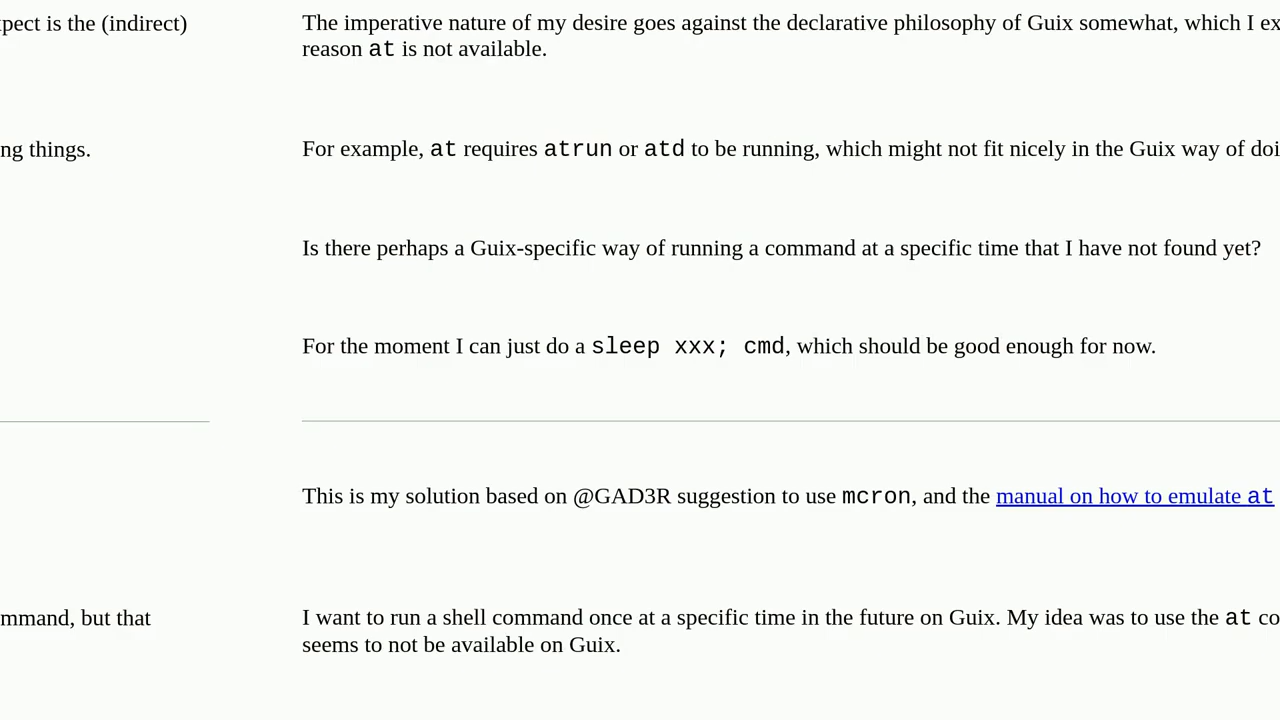 pect is the (indirect)
ng things.
mmand, but that
The imperative nature of my desire goes against the declarative philosophy of Guix somewhat, which I ex
reason at is not available.
For example, at requires atrun or atd to be running, which might not fit nicely in the Guix way of doi
Is there perhaps a Guix-specific way of running a command at a specific time that I have not found yet?
For the moment I can just do a sleep xxx; cmd, which should be good enough for now.
This is my solution based on @GAD3R suggestion to use mcron, and the manual on how to emulate at
I want to run a shell command once at a specific time in the future on Guix. My idea was to use the at co
seems to not be available on Guix.